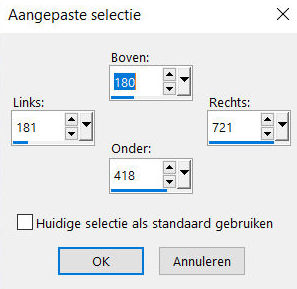 Aangepaste selectie
Boven:
180
Links:
181
Rechts:
721
Onder:
418
Huidige selectie als standaard gebruiken
OK
Annuleren